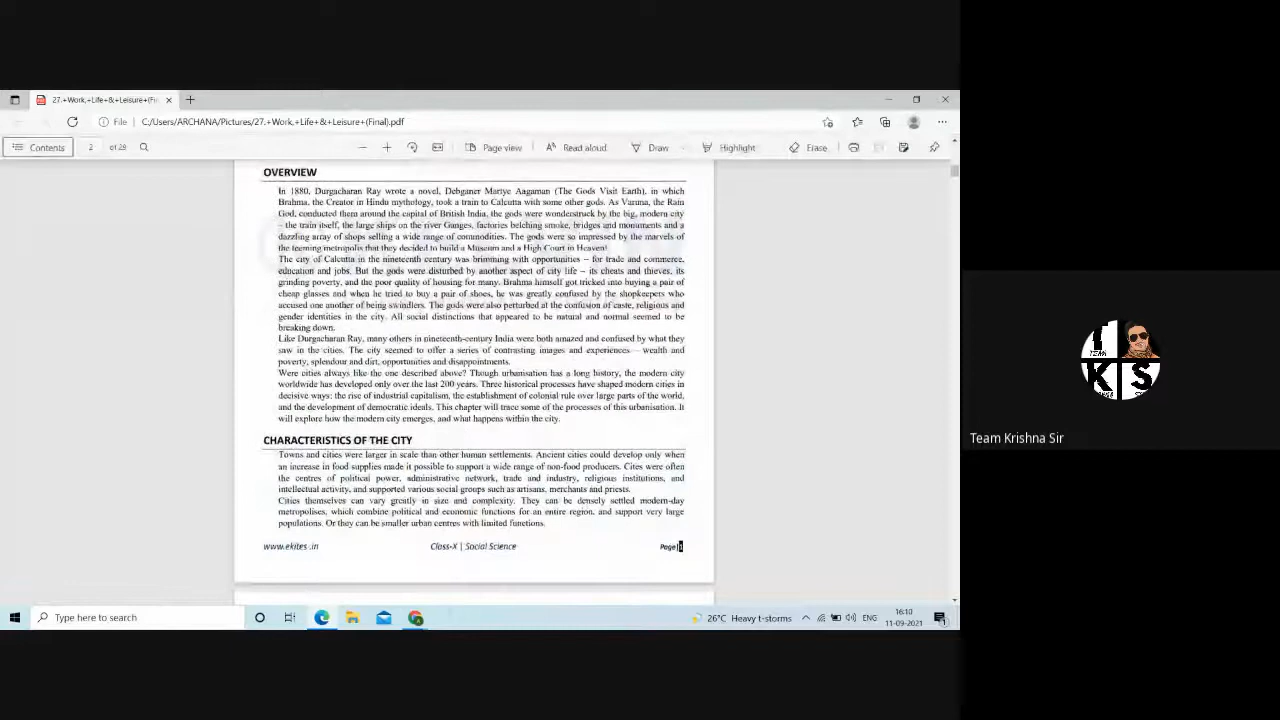 27.+Work,+Life+&+Leisure+(Fi
File
C:/Users/ARCHANA/Pictures/27.+Work,+Life+&+Leisure+(Final).pdf
Contents
2
of 29
Page view
Read aloud
Draw
Highlight
Erase
OVERVIEW
In 1880, Durgacharan Ray wrote a novel, Debganer Martye Aagaman (The Gods Visit Earth), in which
Brahma, the Creator in Hindu mythology, took a train to Calcutta with some other gods. As Varuna, the Rain
God, conducted them around the capital of British India, the gods were wonderstruck by the big, modern city
– the train itself, the large ships on the river Ganges, factories belching smoke, bridges and monuments and a
dazzling array of shops selling a wide range of commodities. The gods were so impressed by the marvels of
the teeming metropolis that they decided to build a Museum and a High Court in Heaven!
The city of Calcutta in the nineteenth century was brimming with opportunities – for trade and commerce,
education and jobs. But the gods were disturbed by another aspect of city life – its cheats and thieves, its
grinding poverty, and the poor quality of housing for many. Brahma himself got tricked into buying a pair of
cheap glasses and when he tried to buy a pair of shoes, he was greatly confused by the shopkeepers who
accused one another of being swindlers. The gods were also perturbed at the confusion of caste, religious and
gender identities in the city. All social distinctions that appeared to be natural and normal seemed to be
breaking down.
Like Durgacharan Ray, many others in nineteenth-century India were both amazed and confused by what they
saw in the cities. The city seemed to offer a series of contrasting images and experiences – wealth and
poverty, splendour and dirt, opportunities and disappointments.
Were cities always like the one described above? Though urbanisation has a long history, the modern city
worldwide has developed only over the last 200 years. Three historical processes have shaped modern cities in
decisive ways: the rise of industrial capitalism, the establishment of colonial rule over large parts of the world,
and the development of democratic ideals. This chapter will trace some of the processes of this urbanisation. It
will explore how the modern city emerges, and what happens within the city.
CHARACTERISTICS OF THE CITY
Towns and cities were larger in scale than other human settlements. Ancient cities could develop only when
an increase in food supplies made it possible to support a wide range of non-food producers. Cites were often
the centres of political power, administrative network, trade and industry, religious institutions, and
intellectual activity, and supported various social groups such as artisans, merchants and priests.
Cities themselves can vary greatly in size and complexity. They can be densely settled modern-day
metropolises, which combine political and economic functions for an entire region, and support very large
populations. Or they can be smaller urban centres with limited functions.
www.ekites.in
Class-X | Social Science
Page|1
T
TEAM
K
S
Team Krishna Sir
Type here to search
26°C Heavy t-storms
ENG
16:10
11-09-2021